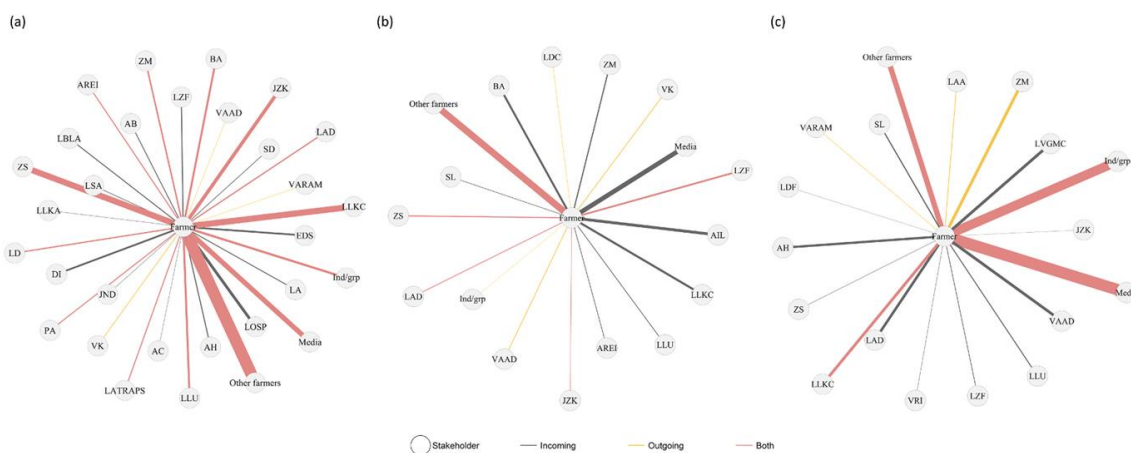 (a)
(b)
(c)
ZM
BA
AREI
LZF
JZK
VAAD
AB
LAD
LBLA
SD
ZS
LSA
VARAM
LLKA
LLKC
Farmer
EDS
LD
DI
Ind/grp
JND
LA
PA
LOSP
VK
AC
AH
Media
LATRAPS
LLU
Other farmers
LDC
ZM
BA
VK
Other farmers
Media
LZF
SL
ZS
Farmer
AIL
LAD
Ind/grp
LLKC
VAAD
AREI
LLU
JZK
Other farmers
LAA
ZM
VARAM
SL
LVGMC
Ind/grp
LDF
Farmer
JZK
AH
ZS
Med
LAD
VAAD
LLKC
VRI
LZF
LLU
Stakeholder
Incoming
Outgoing
Both